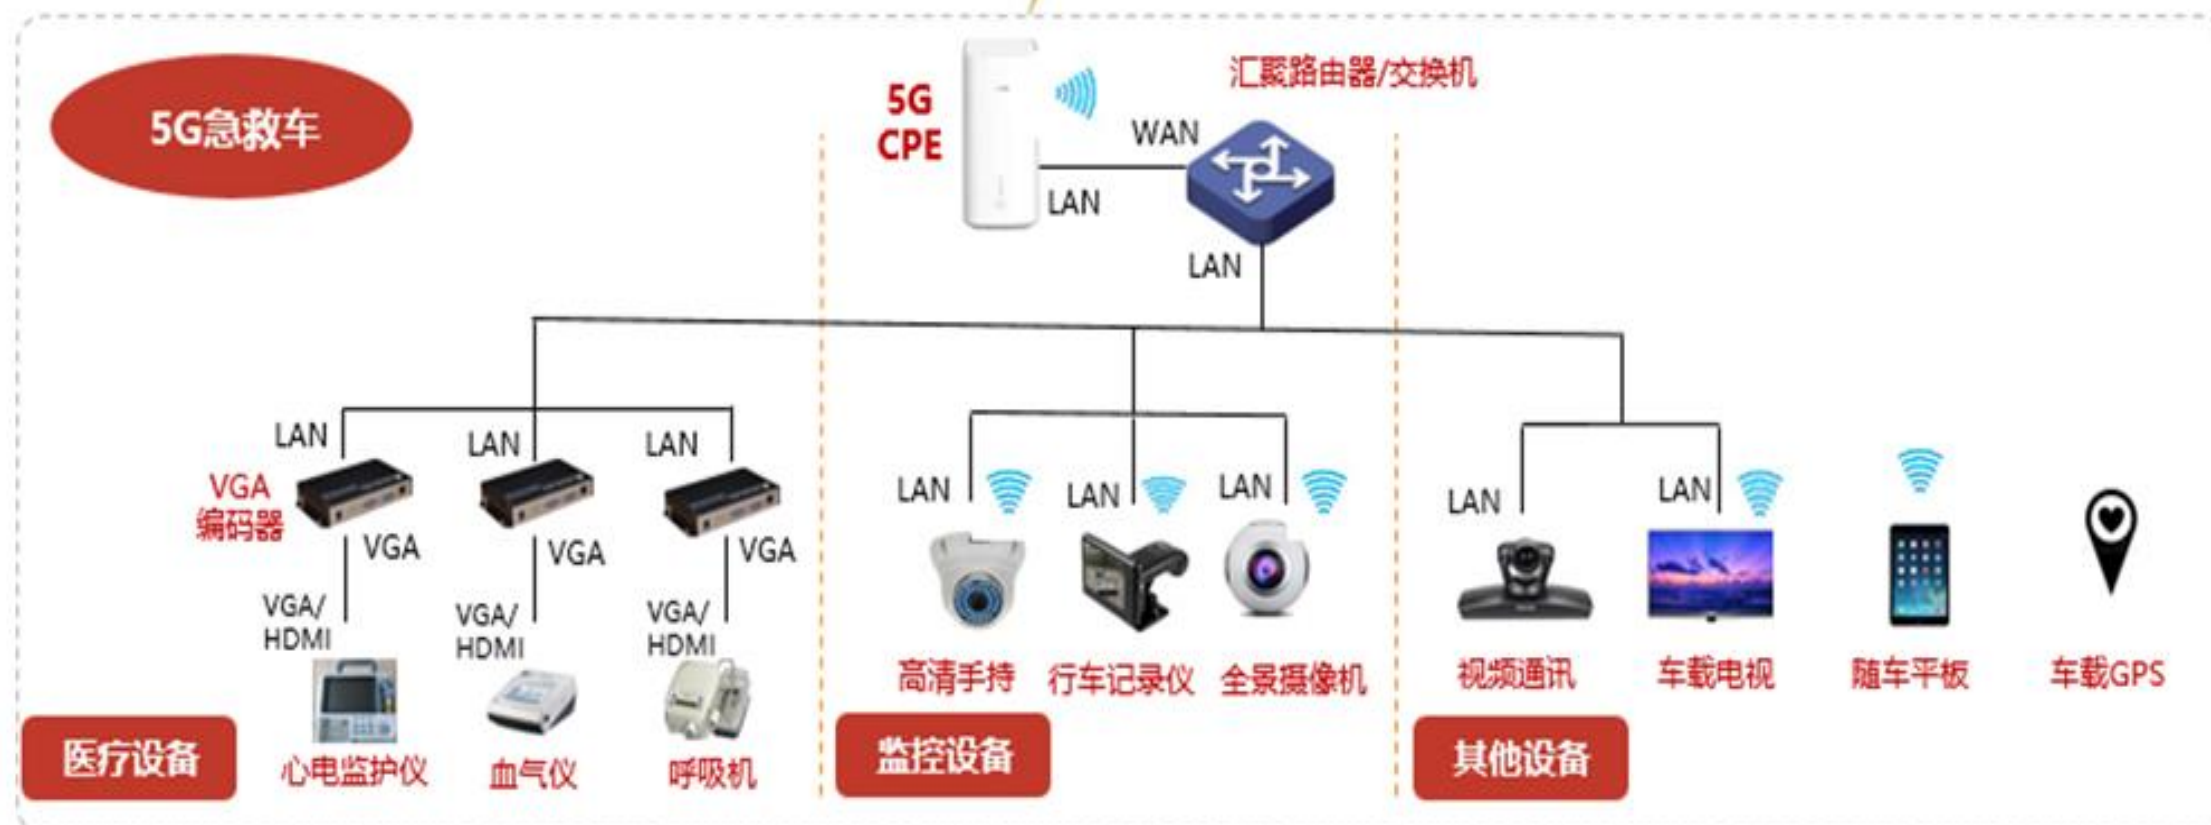 5G急救车
5G
CPE
汇聚路由器/交换机
WAN
LAN
LAN
LAN
LAN
LAN
VGA
编码器
VGA
VGA
VGA
VGA/
HDMI
VGA/
HDMI
VGA/
HDMI
心电监护仪
血气仪
呼吸机
医疗设备
LAN
LAN
LAN
高清手持
行车记录仪
全景摄像机
监控设备
LAN
LAN
视频通讯
车载电视
随车平板
车载GPS
其他设备